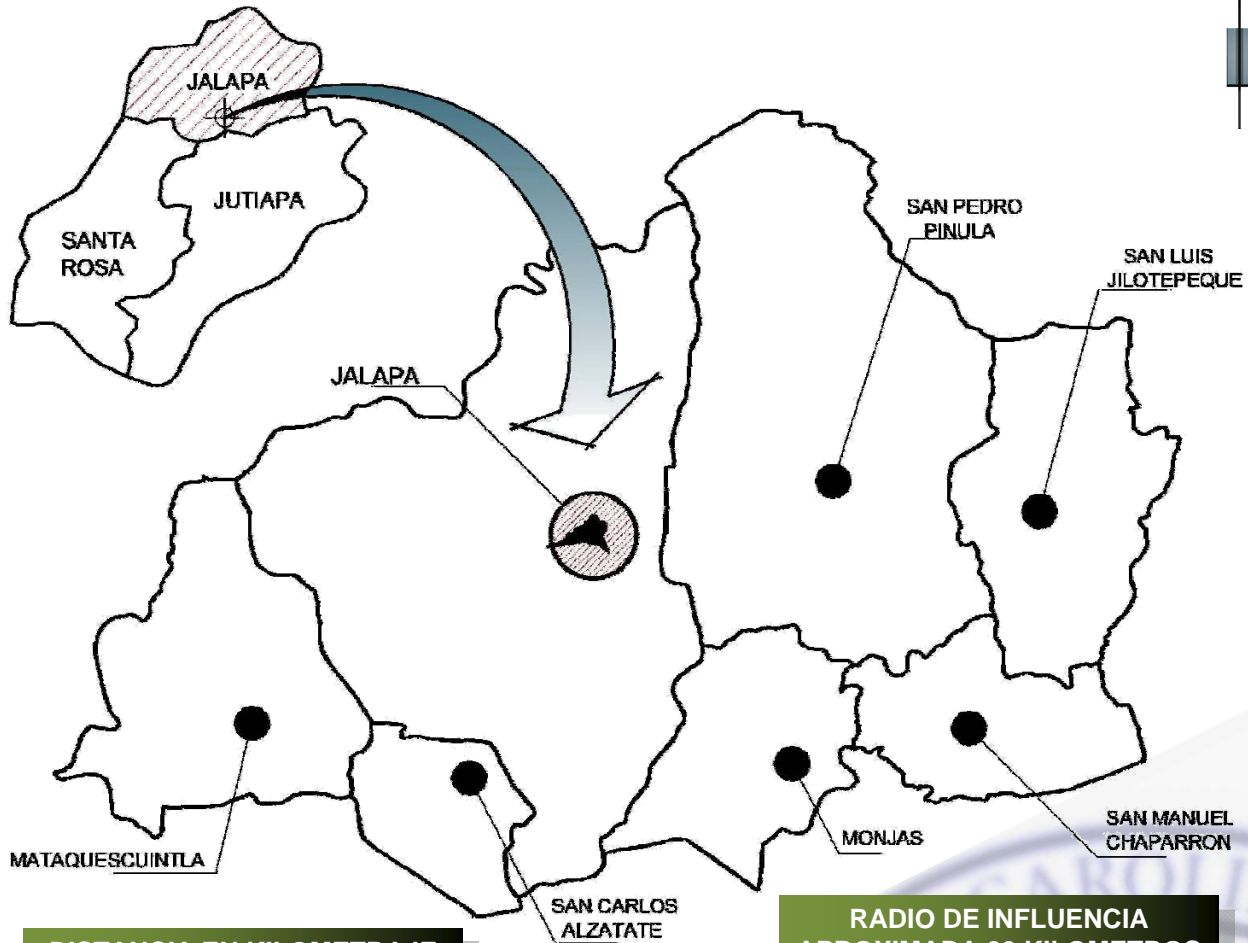 JALAPA
JUTIAPA
SANTA
ROSA
SAN PEDRO
PINULA
SAN LUIS
JILOTEPEQUE
JALAPA
MATAQUESCUINTLA
SAN CARLOS
ALZATATE
MONJAS
SAN MANUEL
CHAPARRON
RADIO DE INFLUENCIA